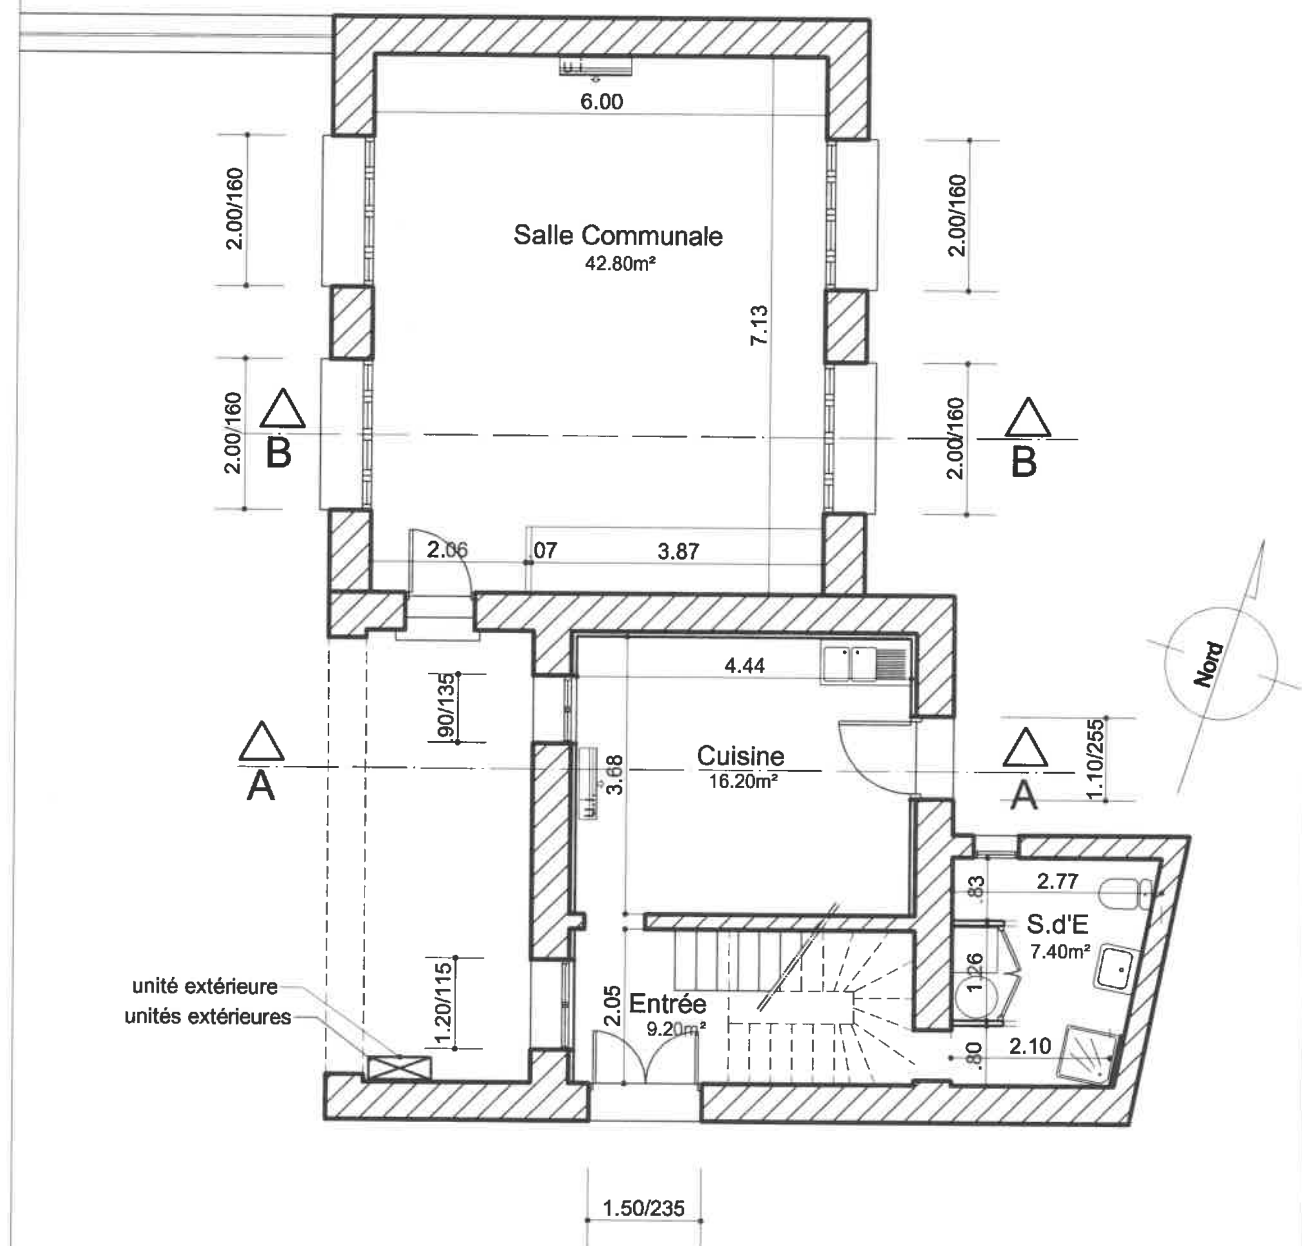 u.i.
6.00
2.00/160
2.00/160
Salle Communale
42.80m²
7.13
2.00/160
2.00/160
B
B
2.06
07
3.87
4.44
Nord
90/135
Cuisine
16.20m²
3.68
u.i.
1.10/255
A
A
.83
2.77
S.d'E
7.40m²
1.26
1.20/115
2.05
Entrée
9.20m²
unité extérieure
unités extérieures
.80
2.10
1.50/235